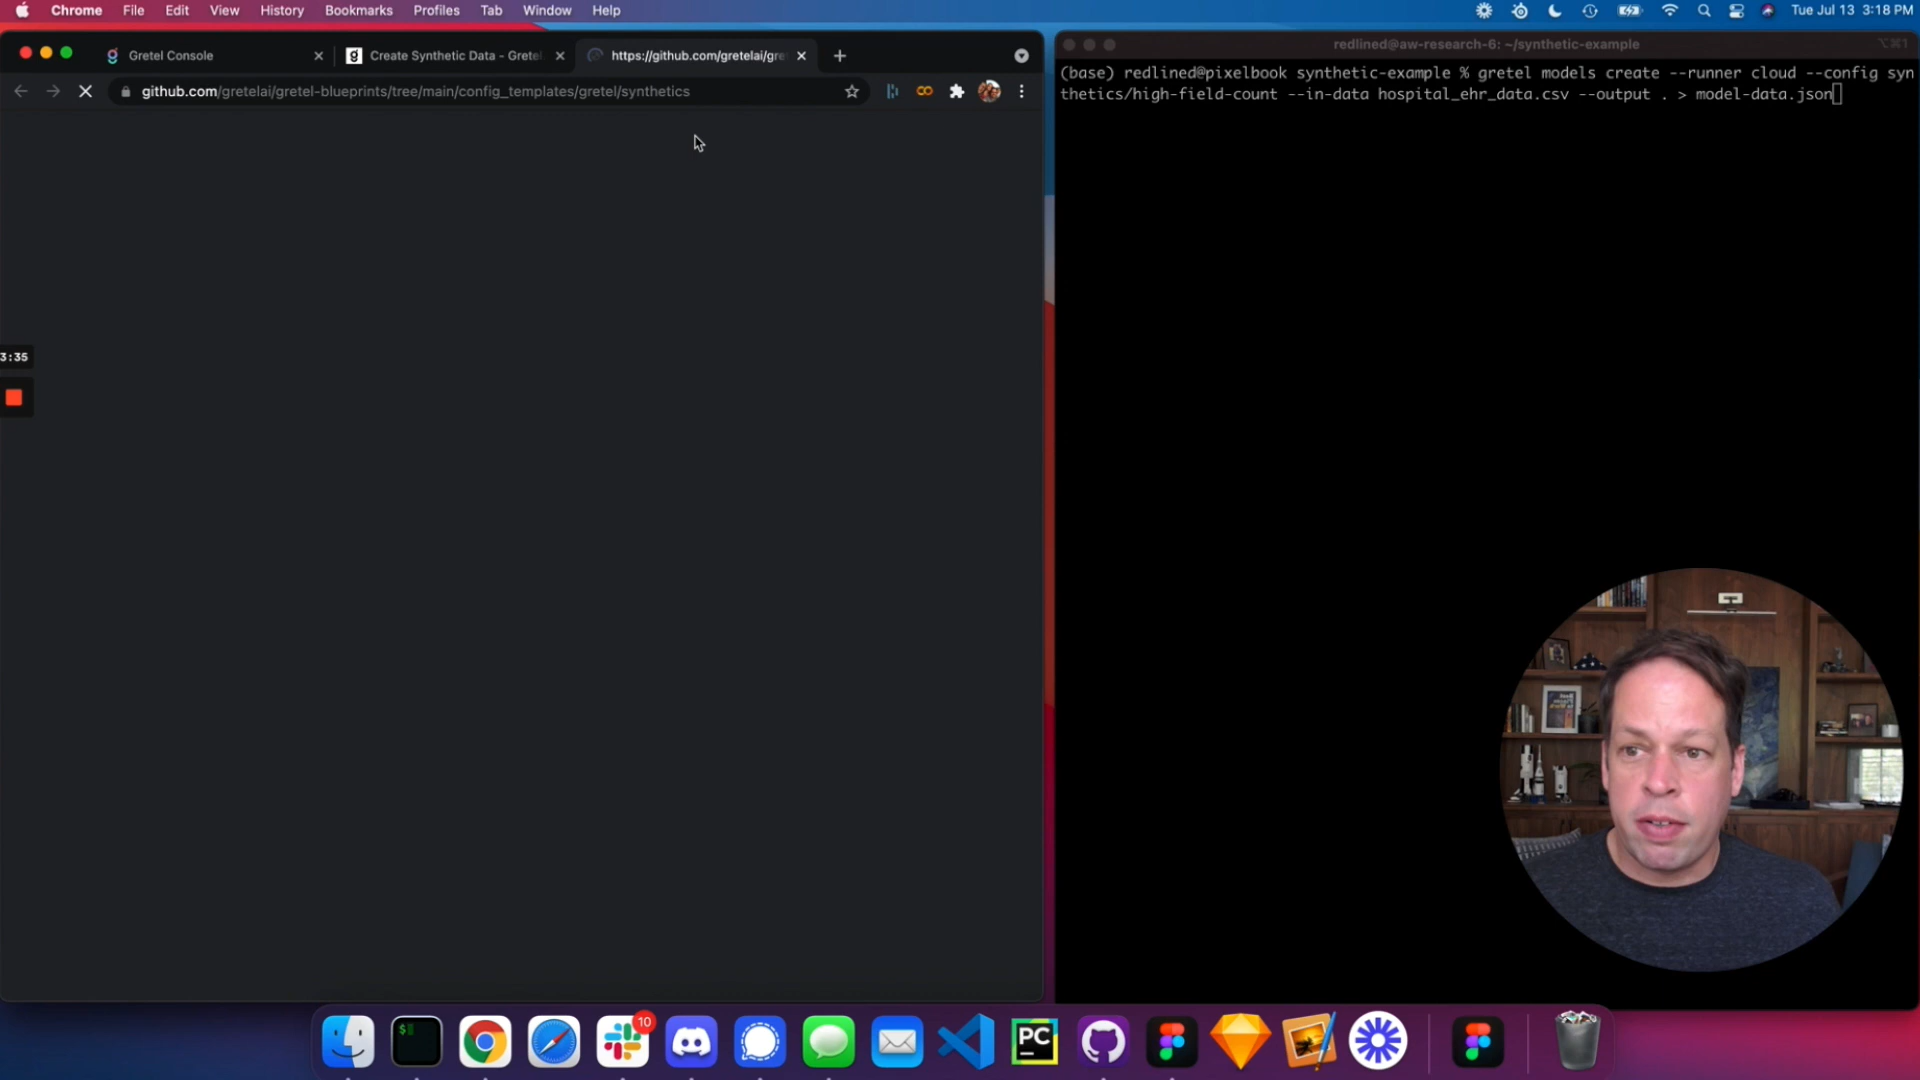 Chrome File Edit View History Bookmarks Profiles Tab Window Help
Tue Jul 13 3:18 PM
Gretel Console
Create Synthetic Data - Gretel
https://github.com/gretelai/gre
github.com/gretelai/gretel-blueprints/tree/main/config_templates/gretel/synthetics
redlined@aw-research-6: ~/synthetic-example
⌥⌘1
(base) redlined@pixelbook synthetic-example % gretel models create --runner cloud --config syn
thetics/high-field-count --in-data hospital_ehr_data.csv --output . > model-data.json
3:35
$
10
PC